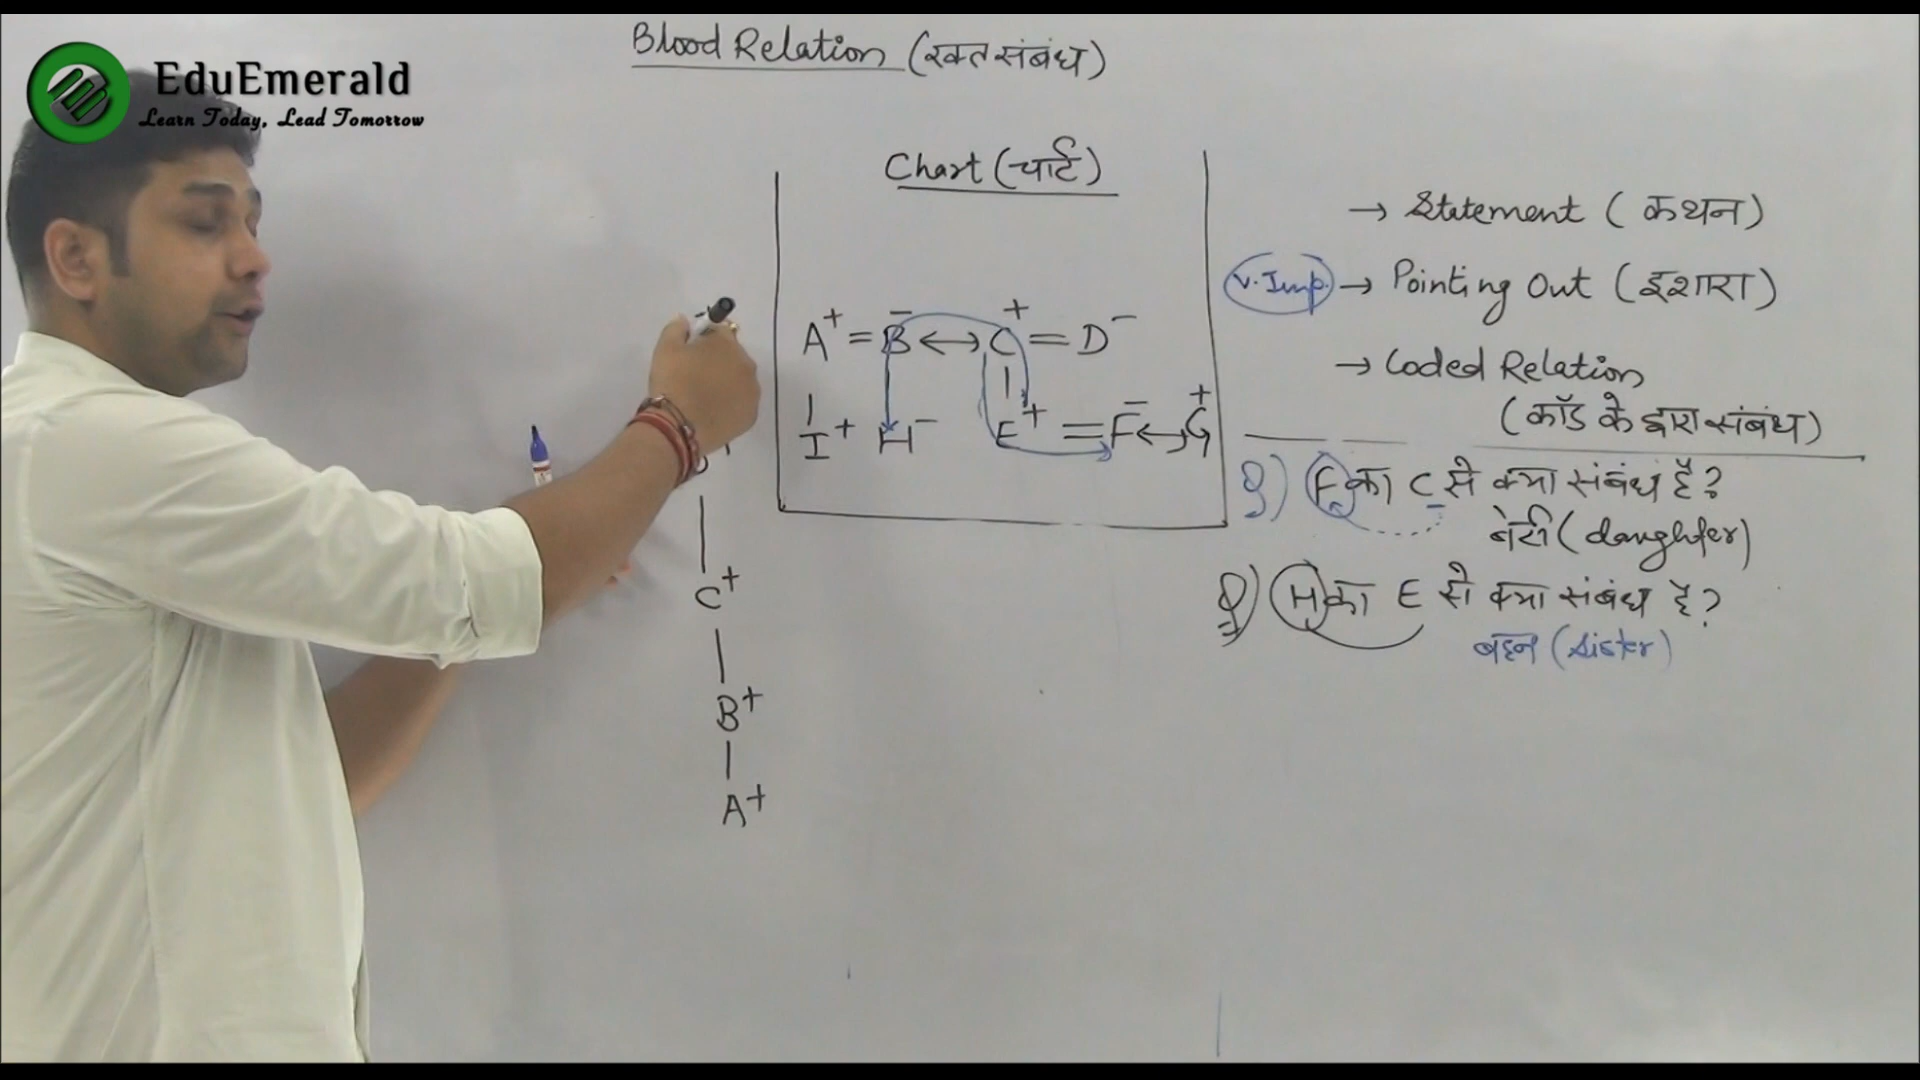 EduEmerald
Learn Today, Lead Tomorrow
Blood Relation (रक्त संबंध)
Chart (चार्ट)
A+ = B- ↔ C+ = D-
I+ H- E+ = F- ↔ G+
C+
B+
A+
→ Statement (कथन)
V. Imp. → Pointing Out (इशारा)
→ Coded Relation
(कॉड के द्वारा संबंध)
Q) F का C से क्या संबंध है?
बेटी (daughter)
Q) H का E से क्या संबंध है?
बहन (sister)